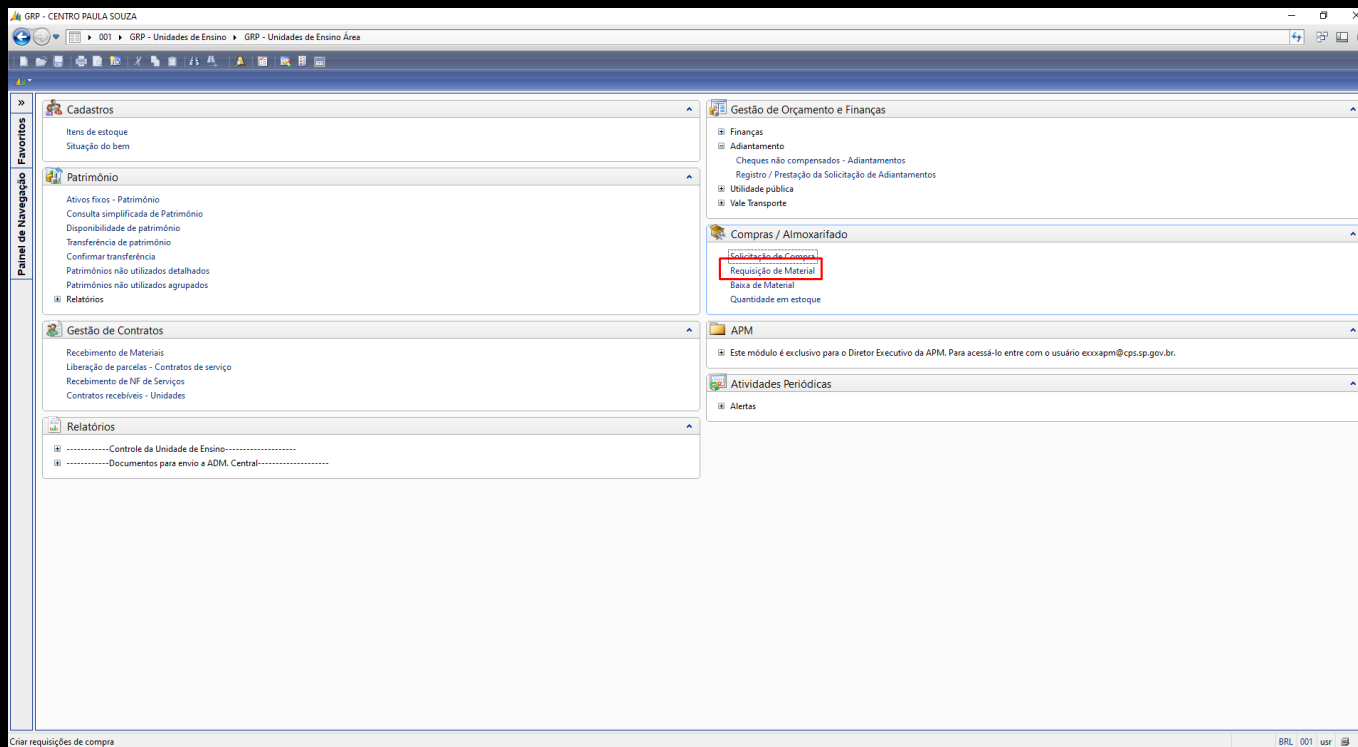 GRP - CENTRO PAULA SOUZA
001 GRP - Unidades de Ensino GRP - Unidades de Ensino Área
»
Favoritos
Painel de Navegação
Cadastros
Itens de estoque
Situação do bem
Patrimônio
Ativos fixos - Patrimônio
Consulta simplificada de Patrimônio
Disponibilidade de patrimônio
Transferência de patrimônio
Confirmar transferência
Patrimônios não utilizados detalhados
Patrimônios não utilizados agrupados
Relatórios
Gestão de Contratos
Recebimento de Materiais
Liberação de parcelas - Contratos de serviço
Recebimento de NF de Serviços
Contratos recebíveis - Unidades
Relatórios
------------Controle da Unidade de Ensino--------------------
------------Documentos para envio a ADM. Central--------------------
Gestão de Orçamento e Finanças
Finanças
Adiantamento
Cheques não compensados - Adiantamentos
Registro / Prestação da Solicitação de Adiantamentos
Utilidade pública
Vale Transporte
Compras / Almoxarifado
Solicitação de Compra
Requisição de Material
Baixa de Material
Quantidade em estoque
APM
Este módulo é exclusivo para o Diretor Executivo da APM. Para acessá-lo entre com o usuário exxxapm@cps.sp.gov.br.
Atividades Periódicas
Alertas
Criar requisições de compra
BRL 001 usr